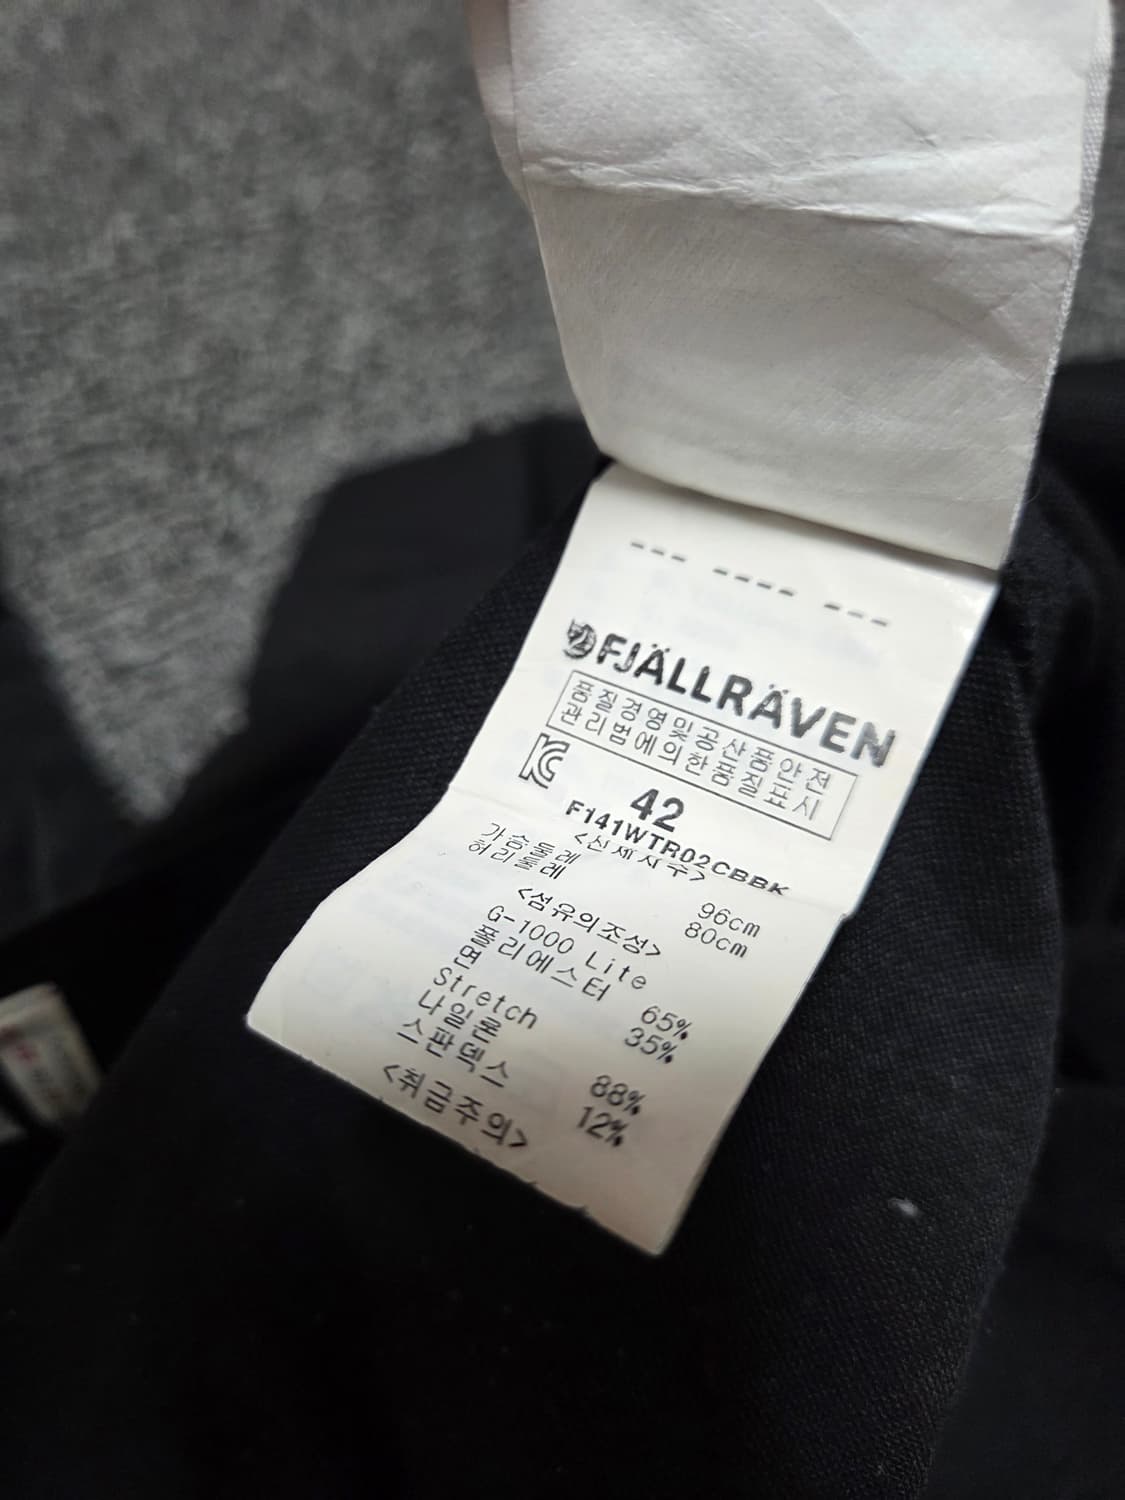 --- ---- ---
FJÄLLRÄVEN
품질경영및공산품안전
관리법에의한품질표시
42
F141WTR02CBBK
<신체치수>
가슴둘레 96cm
허리둘레 80cm
<섬유의조성>
G-1000 Lite
폴리에스터 65%
면 35%
Stretch
나일론 88%
스판덱스 12%
<취급주의>